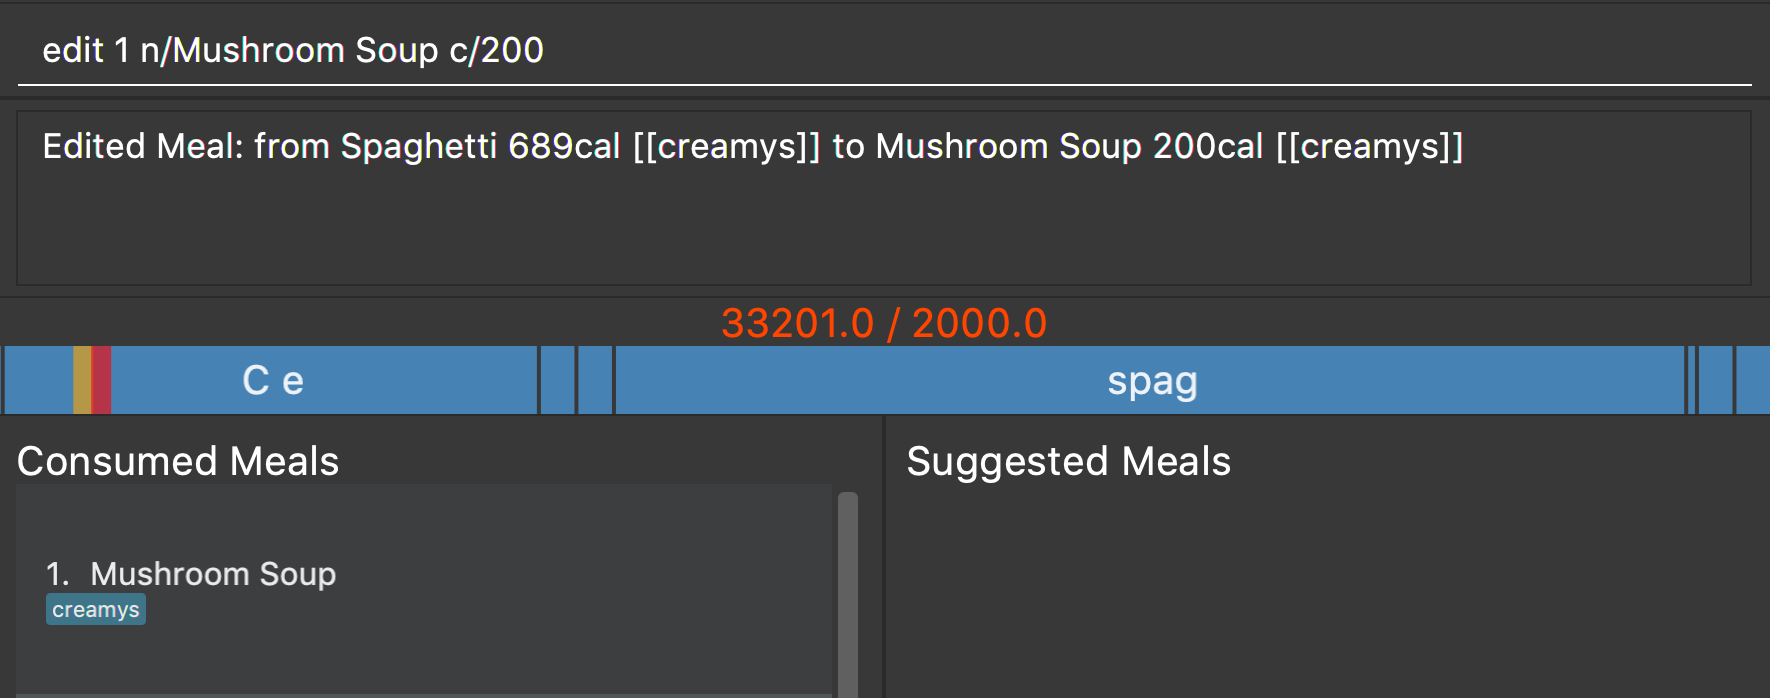 edit 1 n/Mushroom Soup c/200
Edited Meal: from Spaghetti 689cal [[creamys]] to Mushroom Soup 200cal [[creamys]]
33201.0 / 2000.0
C e spag
Consumed Meals
Suggested Meals
1. Mushroom Soup
creamys